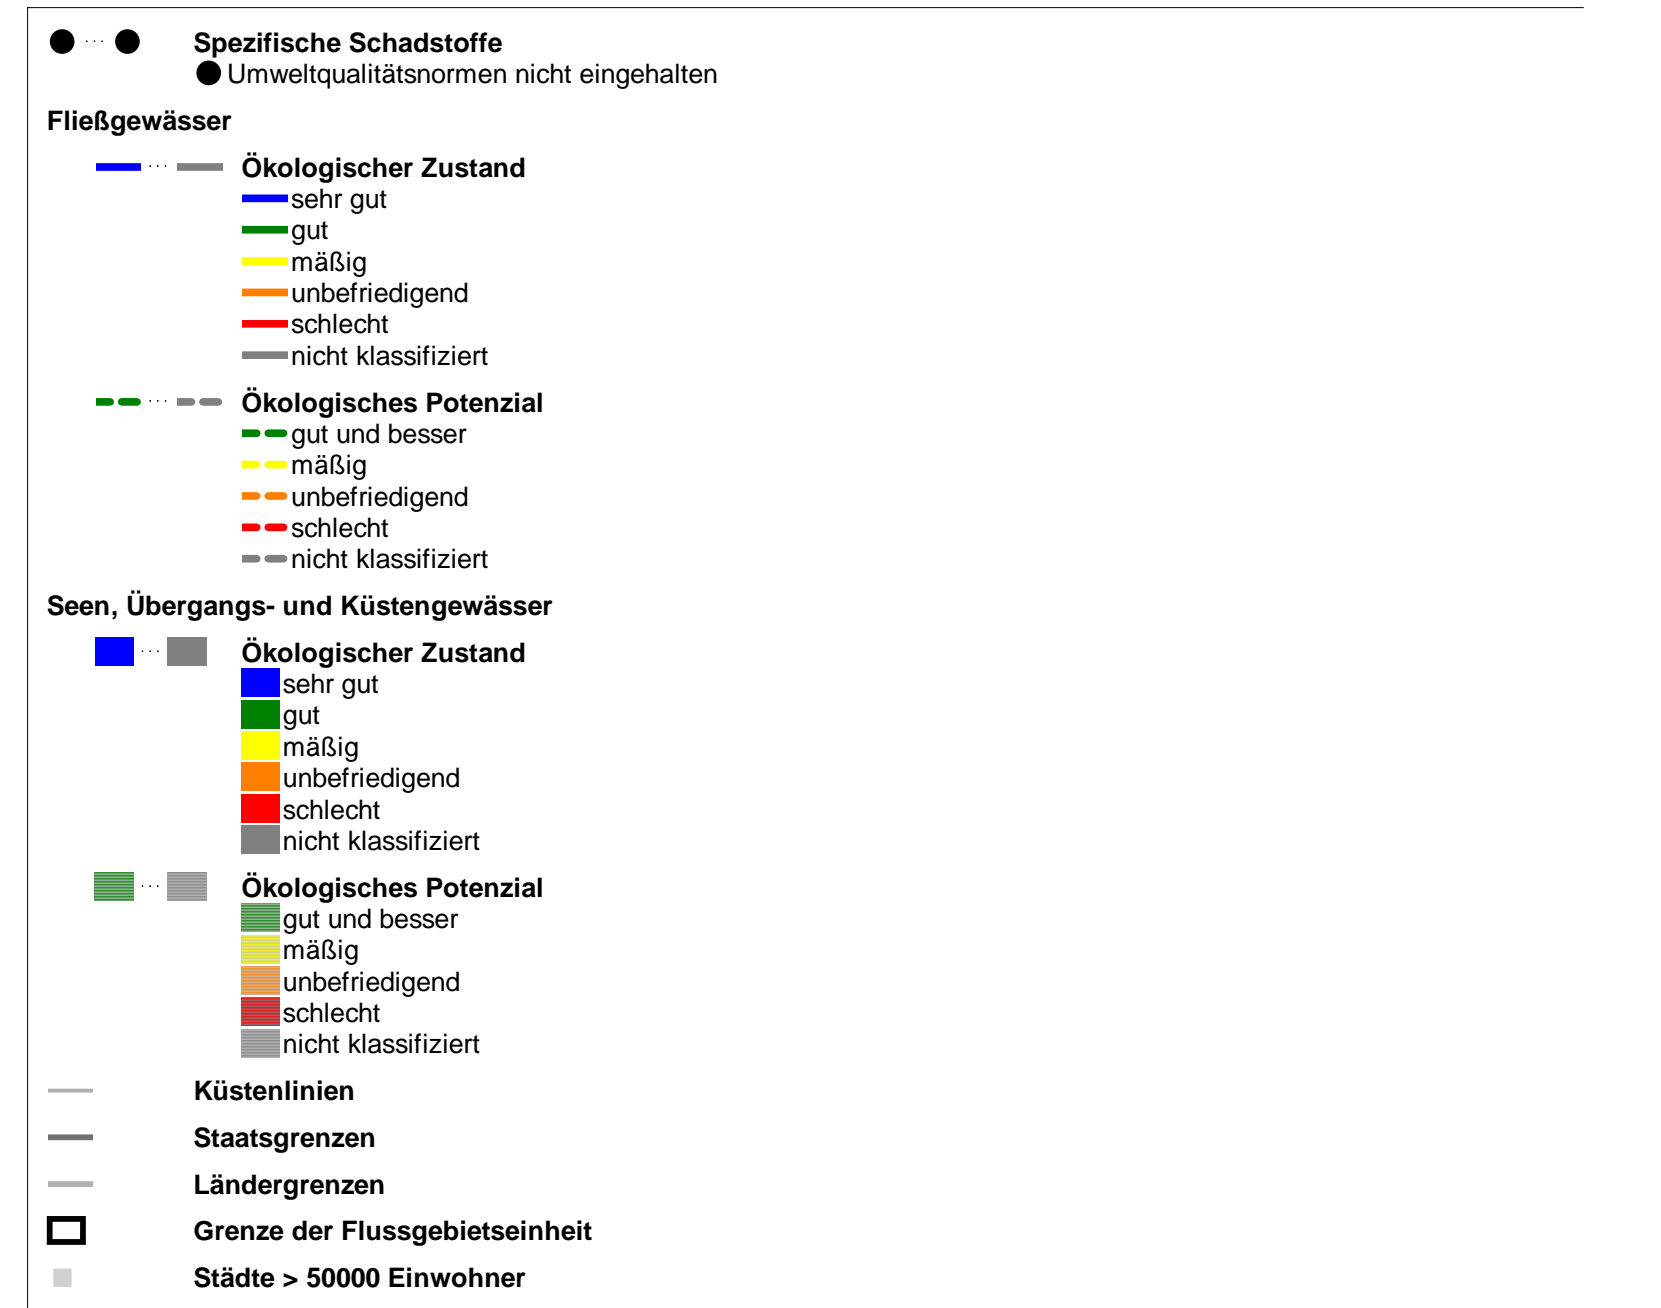 Spezifische Schadstoffe
Umweltqualitätsnormen nicht eingehalten
Fließgewässer
Ökologischer Zustand
sehr gut
gut
mäßig
unbefriedigend
schlecht
nicht klassifiziert
Ökologisches Potenzial
gut und besser
mäßig
unbefriedigend
schlecht
nicht klassifiziert
Seen, Übergangs- und Küstengewässer
Ökologischer Zustand
sehr gut
gut
mäßig
unbefriedigend
schlecht
nicht klassifiziert
Ökologisches Potenzial
gut und besser
mäßig
unbefriedigend
schlecht
nicht klassifiziert
Küstenlinien
Staatsgrenzen
Ländergrenzen
Grenze der Flussgebietseinheit
Städte > 50000 Einwohner